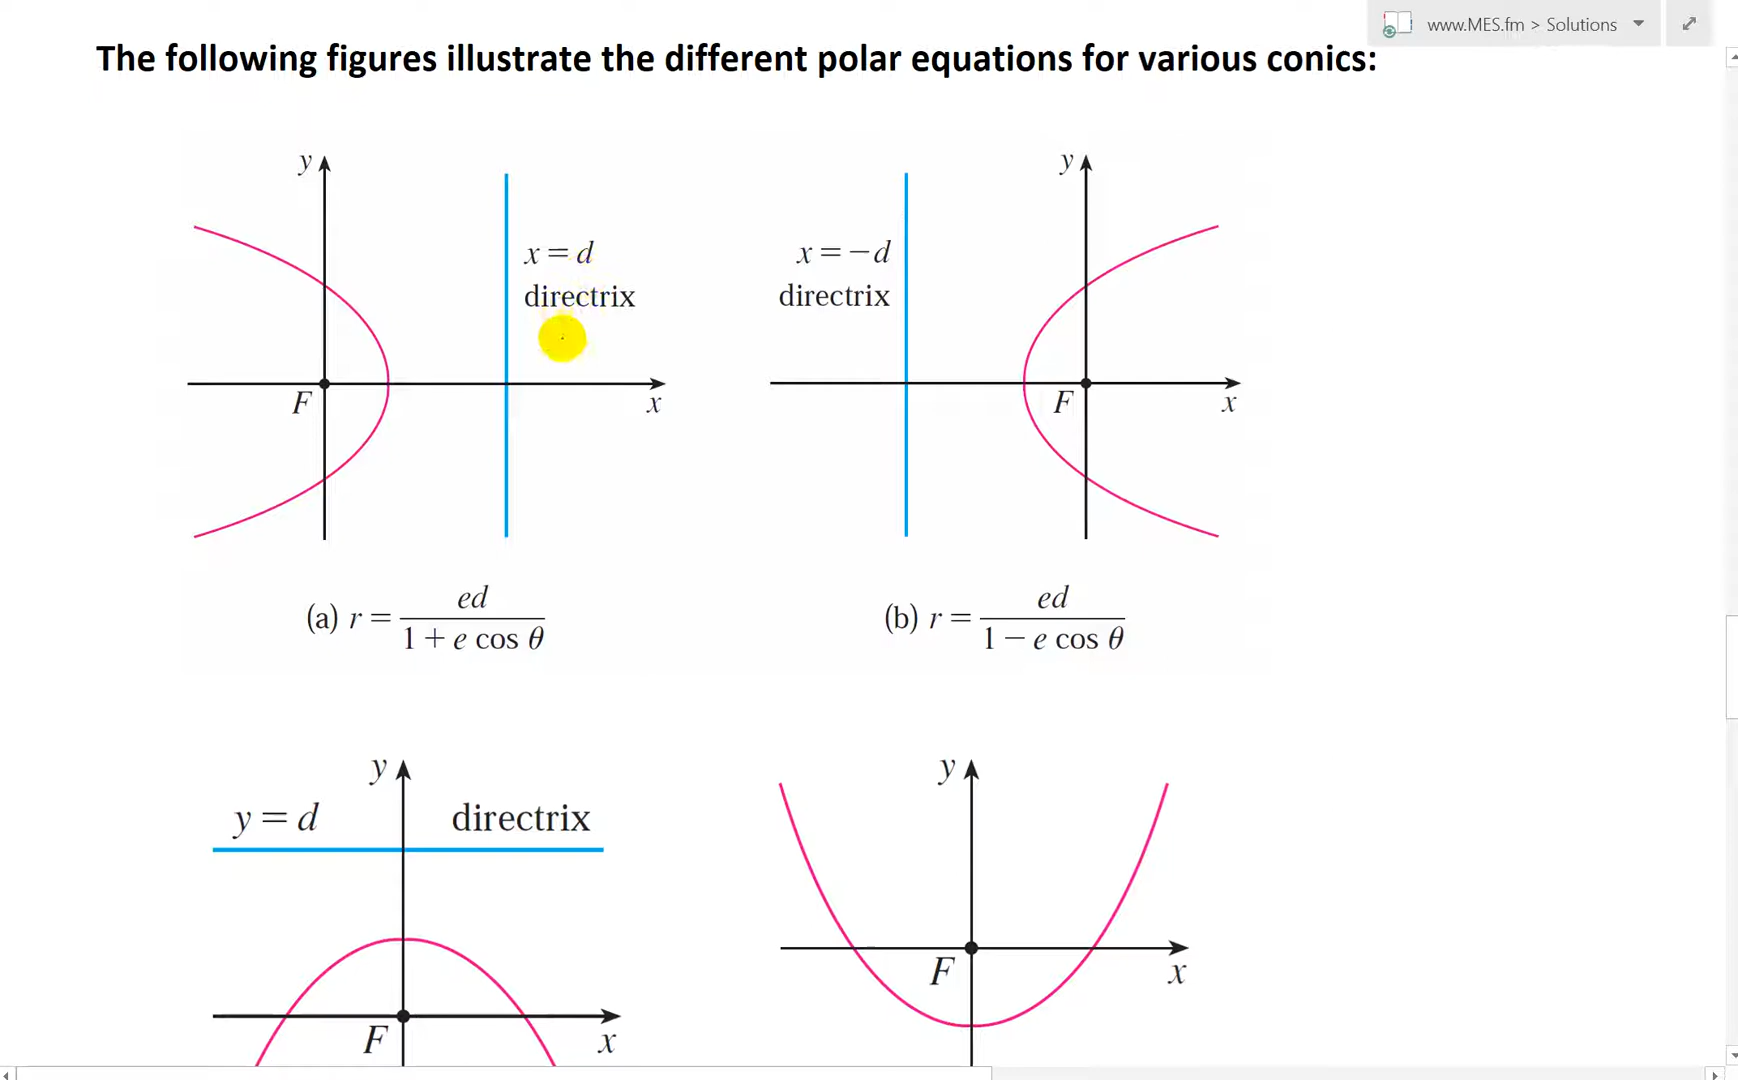 www.MES.fm > Solutions
The following figures illustrate the different polar equations for various conics:
y
x = d
directrix
F
x
(a) r = ed / (1 + e cos θ)
y
x = −d
directrix
F
x
(b) r = ed / (1 − e cos θ)
y
y = d directrix
F
x
y
F
x